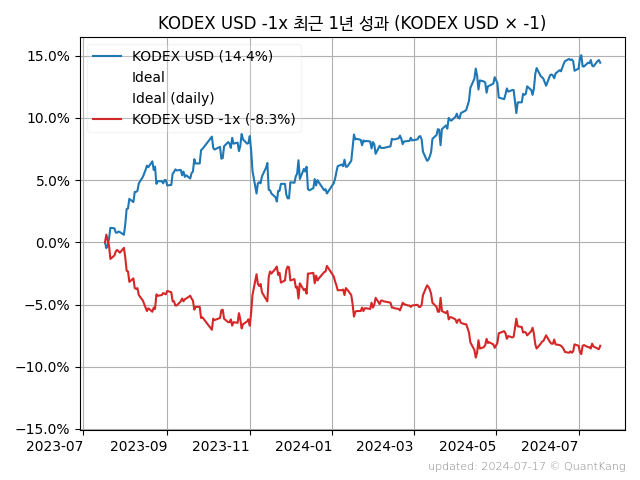 KODEX USD -1x 최근 1년 성과 (KODEX USD × -1)
KODEX USD (14.4%)
Ideal
Ideal (daily)
KODEX USD -1x (-8.3%)
15.0%
10.0%
5.0%
0.0%
−5.0%
−10.0%
−15.0%
2023-07 2023-09 2023-11 2024-01 2024-03 2024-05 2024-07
updated: 2024-07-17 © QuantKang